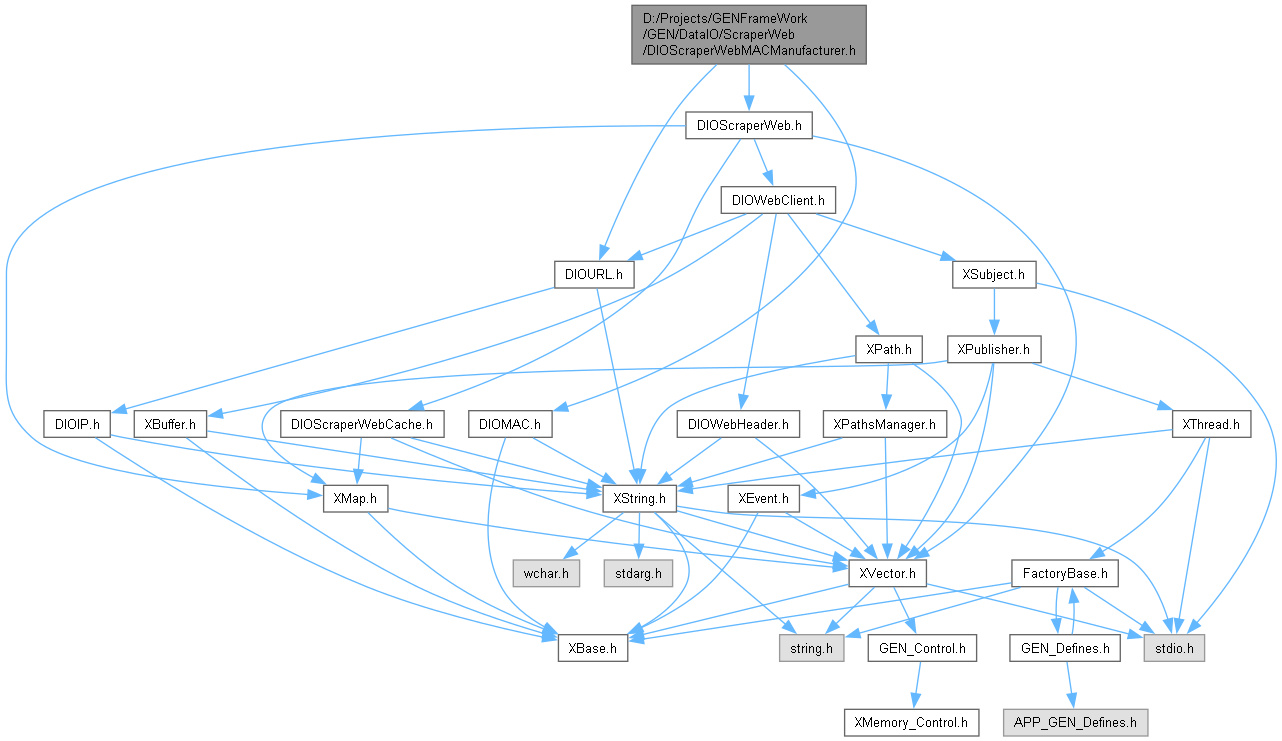 D:/Projects/GENFrameWork
/GEN/DataIO/ScraperWeb
/DIOScraperWebMACManufacturer.h
DIOScraperWeb.h
DIOWebClient.h
DIOURL.h
XSubject.h
XPath.h
XPublisher.h
DIOIP.h
XBuffer.h
DIOScraperWebCache.h
DIOMAC.h
DIOWebHeader.h
XPathsManager.h
XThread.h
XMap.h
XString.h
XEvent.h
wchar.h
stdarg.h
XVector.h
FactoryBase.h
XBase.h
string.h
GEN_Control.h
GEN_Defines.h
stdio.h
XMemory_Control.h
APP_GEN_Defines.h